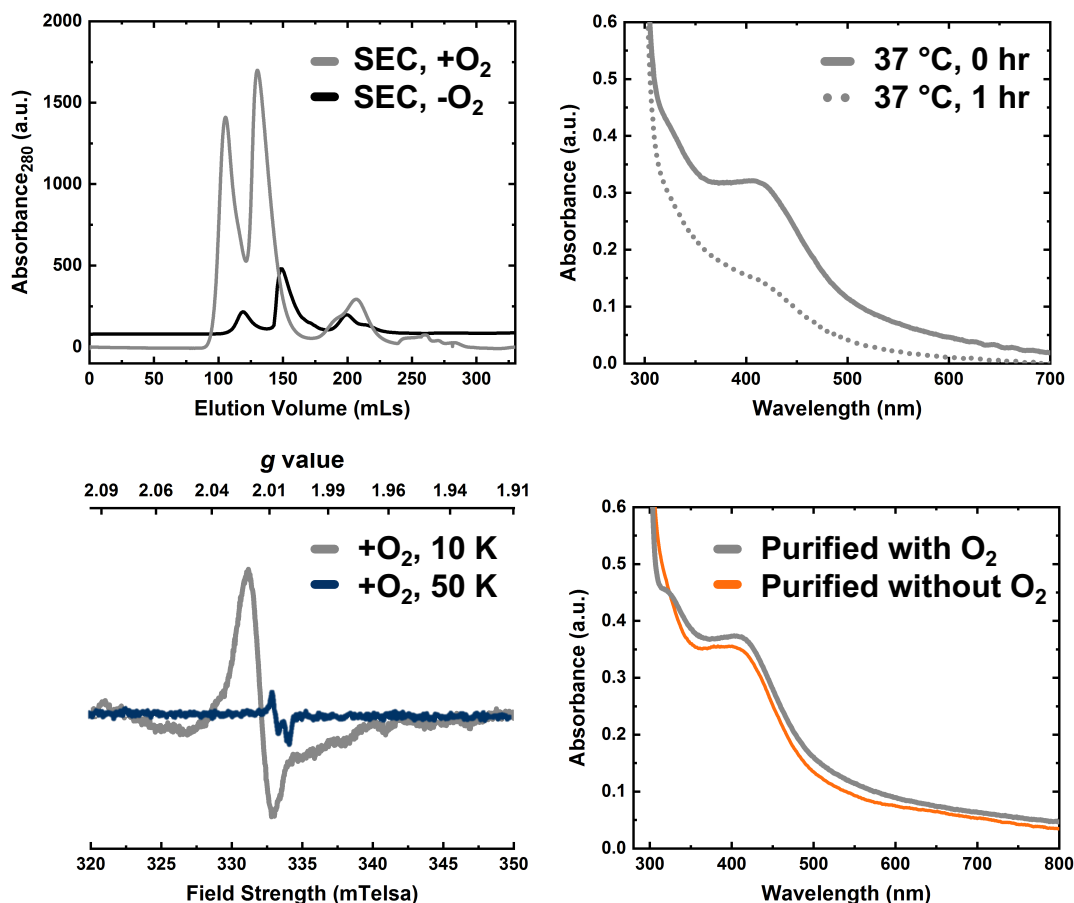 2000
1500
1000
500
0
Absorbance280 (a.u.)
SEC, +O2
SEC, -O2
0 50 100 150 200 250 300
Elution Volume (mLs)
0.6
0.5
0.4
0.3
0.2
0.1
0.0
Absorbance (a.u.)
37 °C, 0 hr
37 °C, 1 hr
300 400 500 600 700
Wavelength (nm)
g value
2.09 2.06 2.04 2.01 1.99 1.96 1.94 1.91
+O2, 10 K
+O2, 50 K
320 330 340 350
Field Strength (mTelsa)
0.6
0.5
0.4
0.3
0.2
0.1
0.0
Absorbance (a.u.)
Purified with O2
Purified without O2
300 400 500 600 700 800
Wavelength (nm)